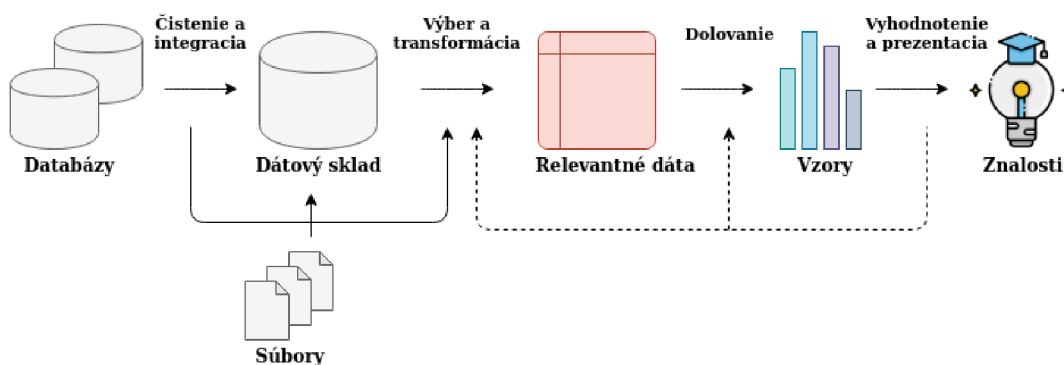 Čistenie a
integracia
Výber a
transformácia
Dolovanie
Vyhodnotenie
a prezentacia
Databázy
Dátový sklad
Relevantné dáta
Vzory
Znalosti
Súbory